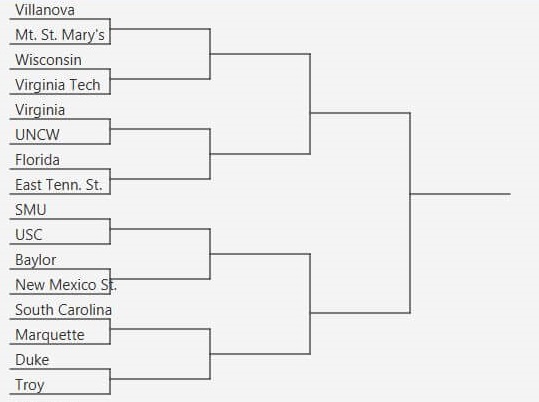 Villanova
Mt. St. Mary's
Wisconsin
Virginia Tech
Virginia
UNCW
Florida
East Tenn. St.
SMU
USC
Baylor
New Mexico St.
South Carolina
Marquette
Duke
Troy